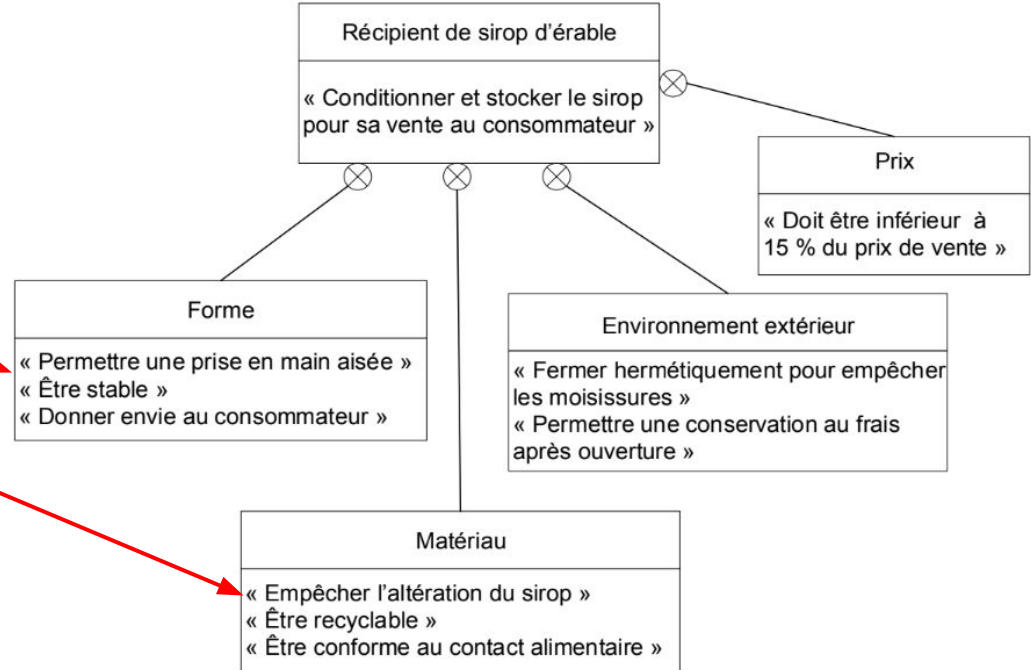 Récipient de sirop d'érable
« Conditionner et stocker le sirop
pour sa vente au consommateur »
Prix
« Doit être inférieur à
15 % du prix de vente »
Forme
« Permettre une prise en main aisée »
« Être stable »
« Donner envie au consommateur »
Environnement extérieur
« Fermer hermétiquement pour empêcher
les moisissures »
« Permettre une conservation au frais
après ouverture »
Matériau
« Empêcher l'altération du sirop »
« Être recyclable »
« Être conforme au contact alimentaire »